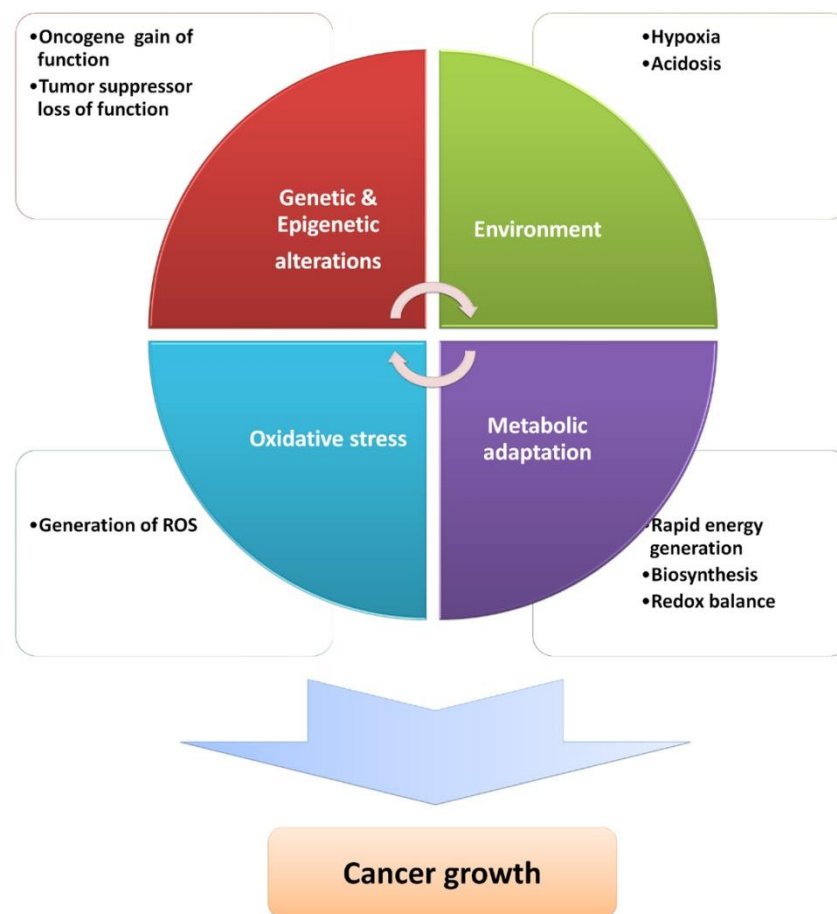 •Oncogene gain of
function
•Tumor suppressor
loss of function
•Hypoxia
•Acidosis
Genetic &
Epigenetic
alterations
Environment
Oxidative stress
Metabolic
adaptation
•Generation of ROS
•Rapid energy
generation
•Biosynthesis
•Redox balance
Cancer growth